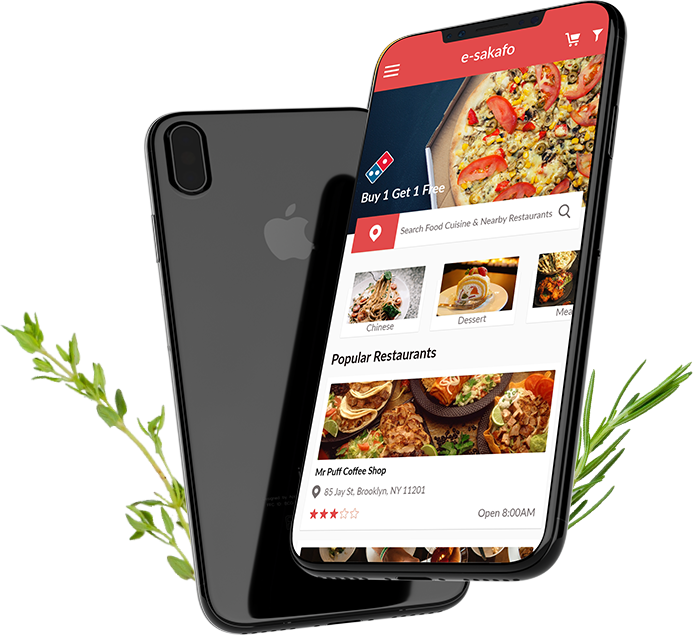 e-sakafo
Buy 1 Get 1 Free
Search Food Cuisine & Nearby Restaurants
Chinese
Dessert
Mea
Popular Restaurants
Mr Puff Coffee Shop
85 Jay St, Brooklyn, NY 11201
Open 8:00AM